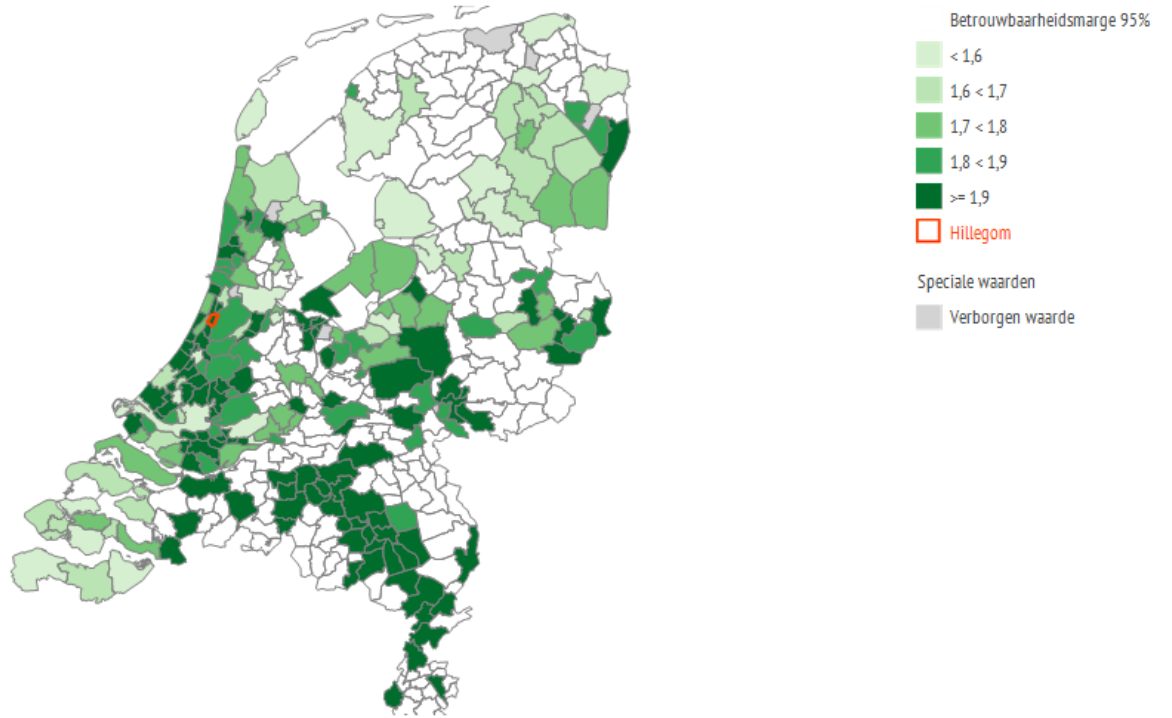 Betrouwbaarheidsmarge 95%
< 1,6
1,6 < 1,7
1,7 < 1,8
1,8 < 1,9
>= 1,9
Hillegom
Speciale waarden
Verborgen waarde